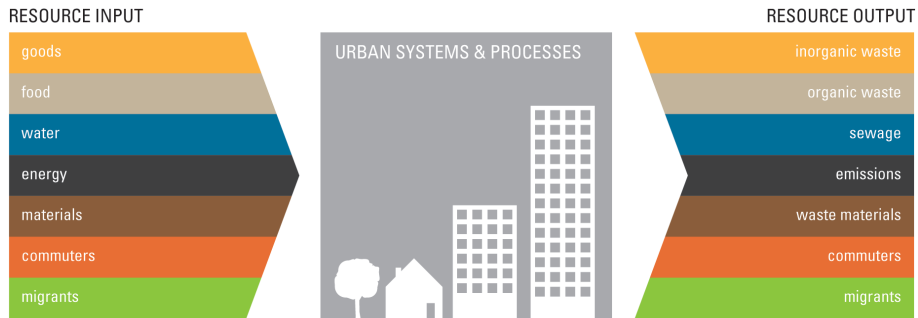 RESOURCE INPUT
goods
food
water
energy
materials
commuters
migrants
URBAN SYSTEMS & PROCESSES
RESOURCE OUTPUT
inorganic waste
organic waste
sewage
emissions
waste materials
commuters
migrants